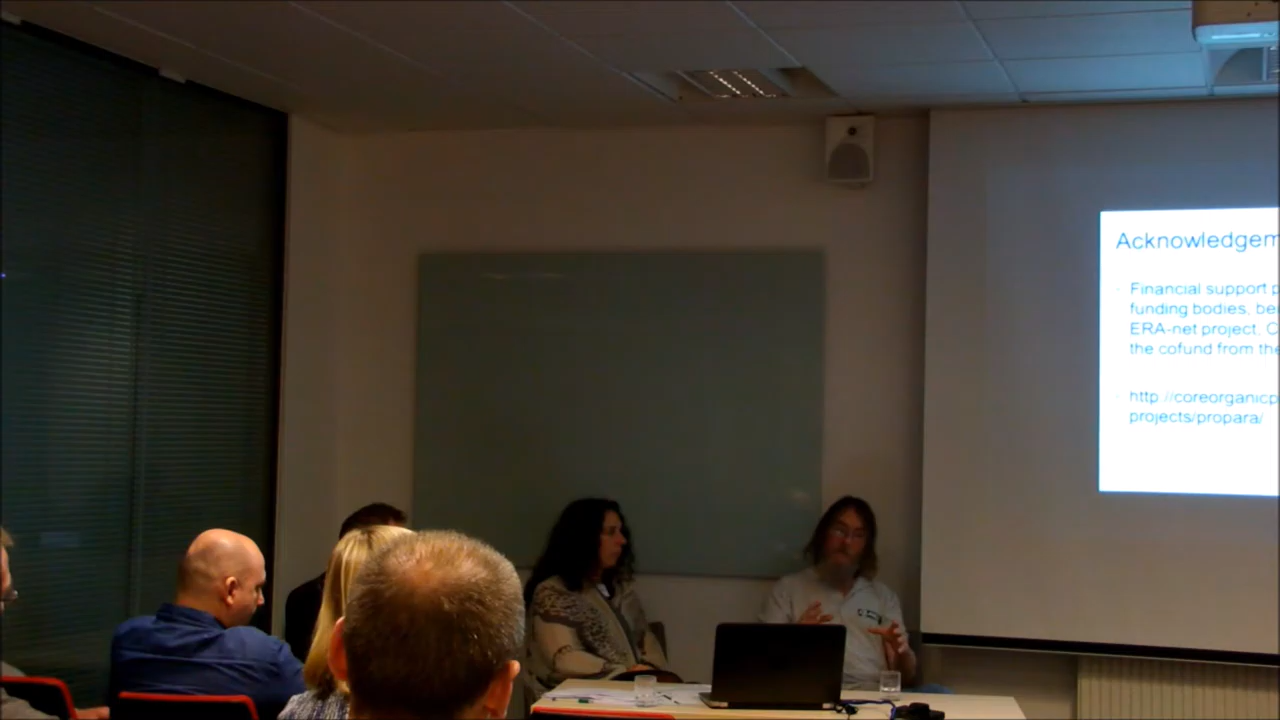 Acknowledgem
Financial support p
funding bodies, be
ERA-net project, C
the cofund from the
http://coreorganicp
projects/propara/